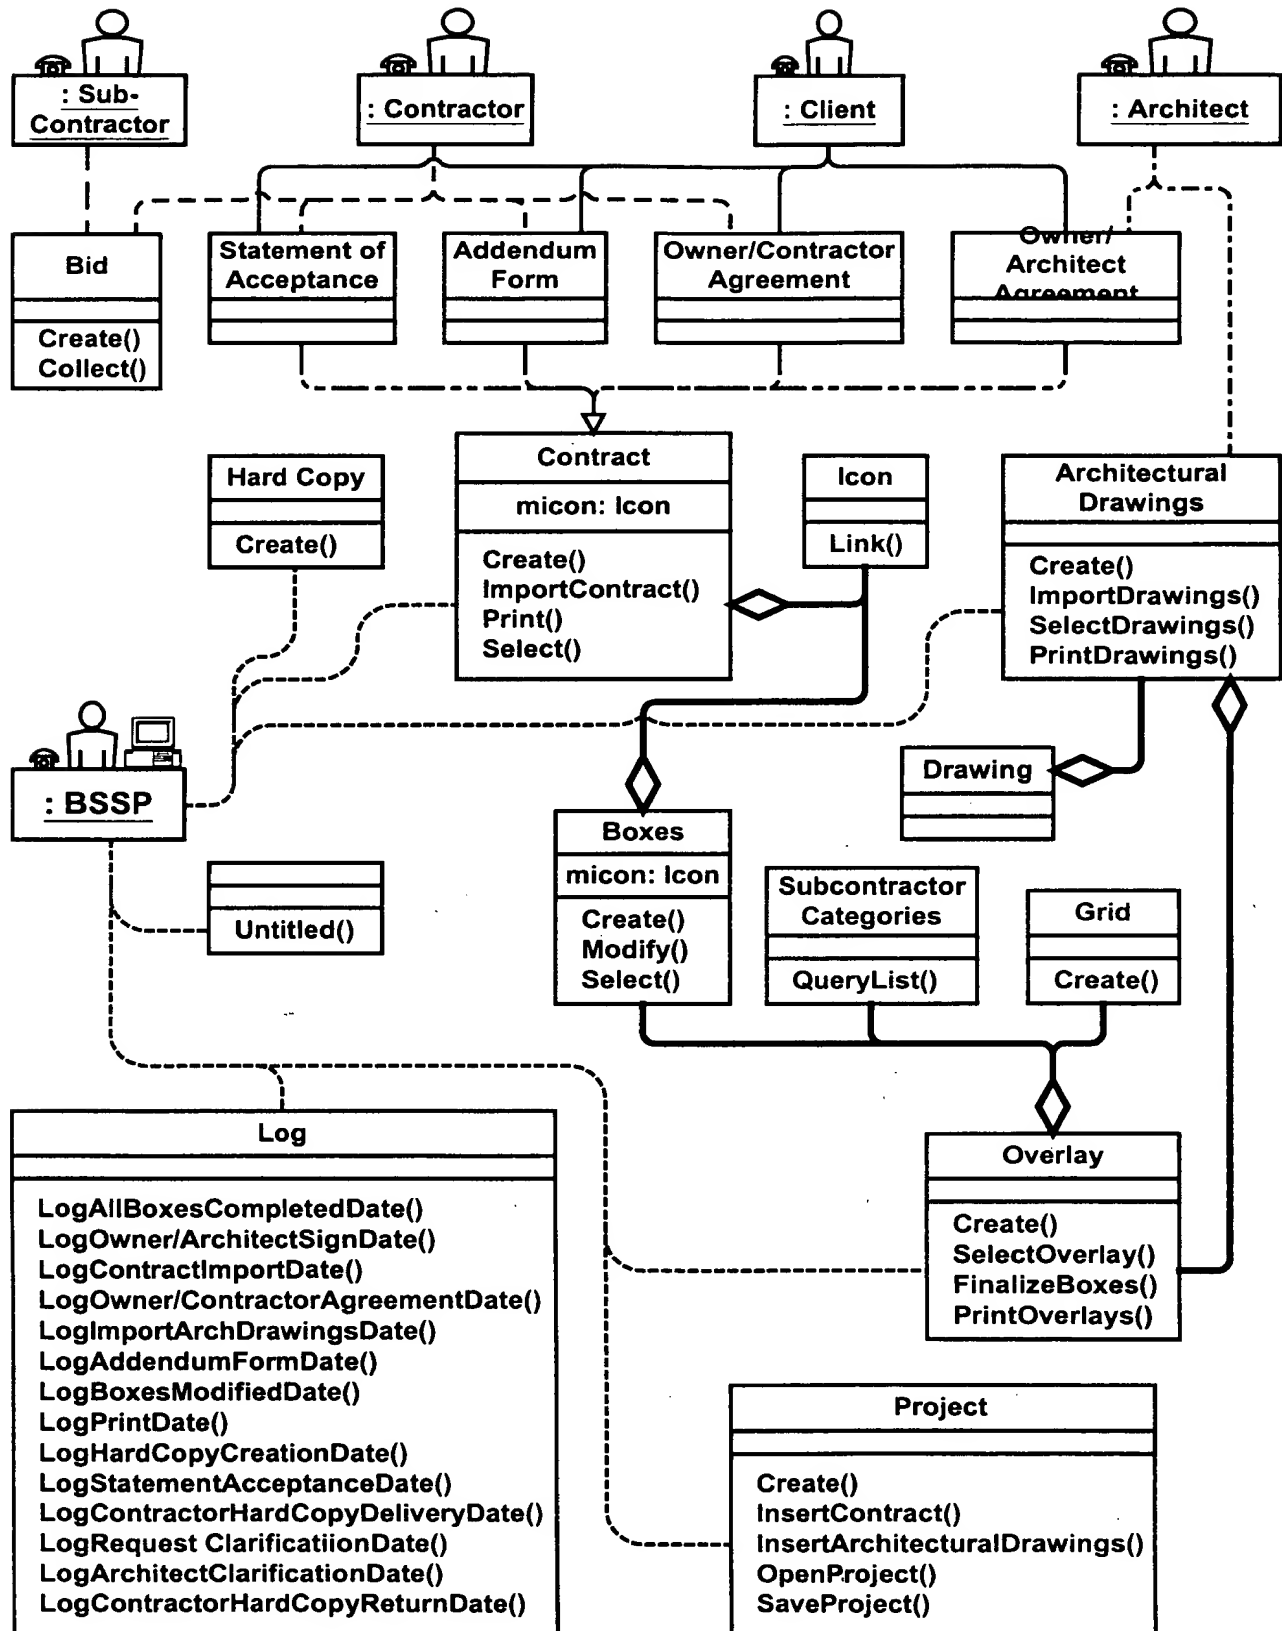 : Sub-
Contractor
: Contractor
: Client
: Architect
Bid
Create()
Collect()
Statement of
Acceptance
Addendum
Form
Owner/Contractor
Agreement
Owner/
Architect
Agreement
Hard Copy
Create()
Contract
micon: Icon
Create()
ImportContract()
Print()
Select()
Icon
Link()
Architectural
Drawings
Create()
ImportDrawings()
SelectDrawings()
PrintDrawings()
: BSSP
Drawing
Untitled()
Boxes
micon: Icon
Create()
Modify()
Select()
Subcontractor
Categories
QueryList()
Grid
Create()
Log
LogAllBoxesCompletedDate()
LogOwner/ArchitectSignDate()
LogContractImportDate()
LogOwner/ContractorAgreementDate()
LogImportArchDrawingsDate()
LogAddendumFormDate()
LogBoxesModifiedDate()
LogPrintDate()
LogHardCopyCreationDate()
LogStatementAcceptanceDate()
LogContractorHardCopyDeliveryDate()
LogRequest ClarificatiionDate()
LogArchitectClarificationDate()
LogContractorHardCopyReturnDate()
Overlay
Create()
SelectOverlay()
FinalizeBoxes()
PrintOverlays()
Project
Create()
InsertContract()
InsertArchitecturalDrawings()
OpenProject()
SaveProject()